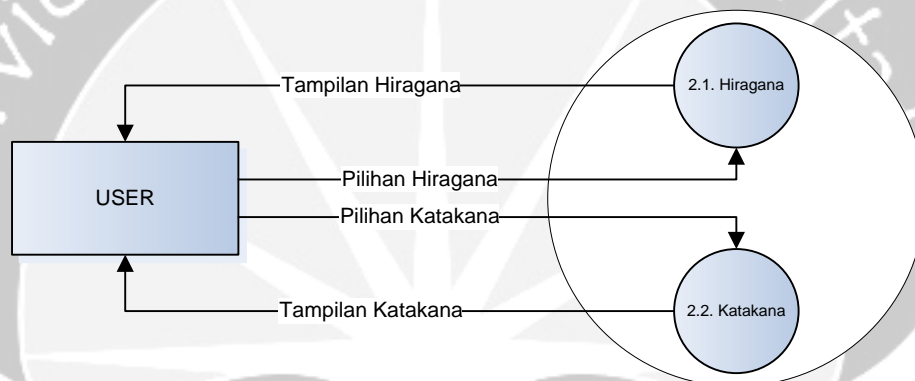 Tampilan Hiragana
2.1. Hiragana
USER
Pilihan Hiragana
Pilihan Katakana
Tampilan Katakana
2.2. Katakana